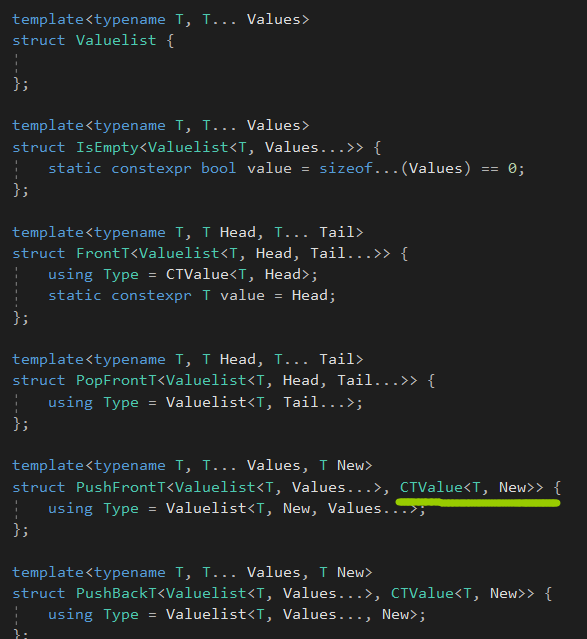 template<typename T, T... Values>
struct Valuelist {
};
template<typename T, T... Values>
struct IsEmpty<Valuelist<T, Values...>> {
static constexpr bool value = sizeof...(Values) == 0;
};
template<typename T, T Head, T... Tail>
struct FrontT<Valuelist<T, Head, Tail...>> {
using Type = CTValue<T, Head>;
static constexpr T value = Head;
};
template<typename T, T Head, T... Tail>
struct PopFrontT<Valuelist<T, Head, Tail...>> {
using Type = Valuelist<T, Tail...>;
};
template<typename T, T... Values, T New>
struct PushFrontT<Valuelist<T, Values...>, CTValue<T, New>> {
using Type = Valuelist<T, New, Values...>;
};
template<typename T, T... Values, T New>
struct PushBackT<Valuelist<T, Values...>, CTValue<T, New>> {
using Type = Valuelist<T, Values..., New>;
};